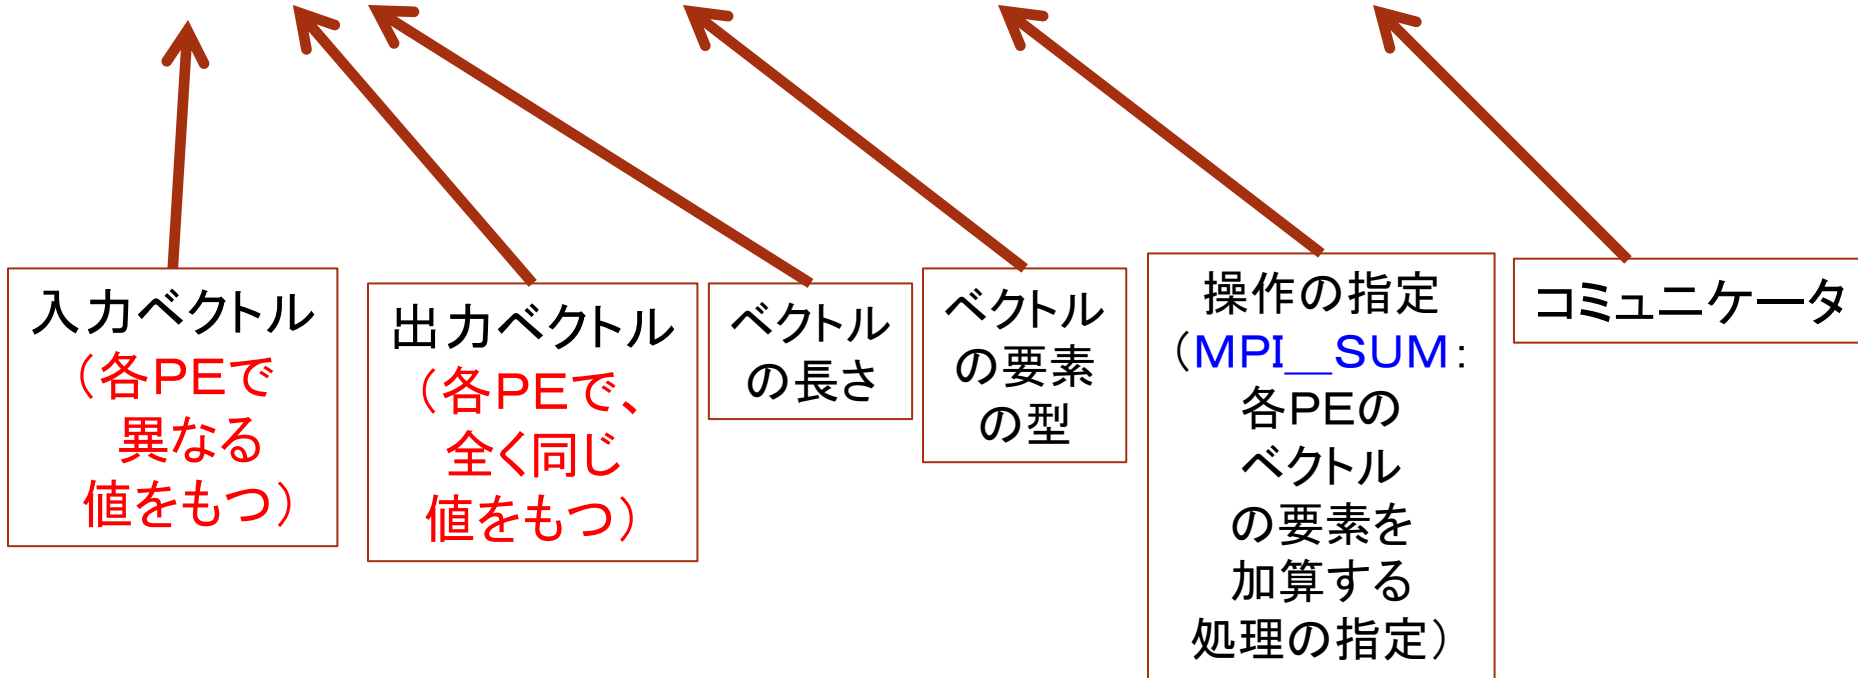 入力ベクトル
（各ＰＥで
異なる
値をもつ）
出力ベクトル
（各ＰＥで、
全く同じ
値をもつ）
ベクトル
の長さ
ベクトル
の要素
の型
操作の指定
（ＭＰＩ＿ＳＵＭ：
各ＰＥの
ベクトル
の要素を
加算する
処理の指定）
コミュニケータ